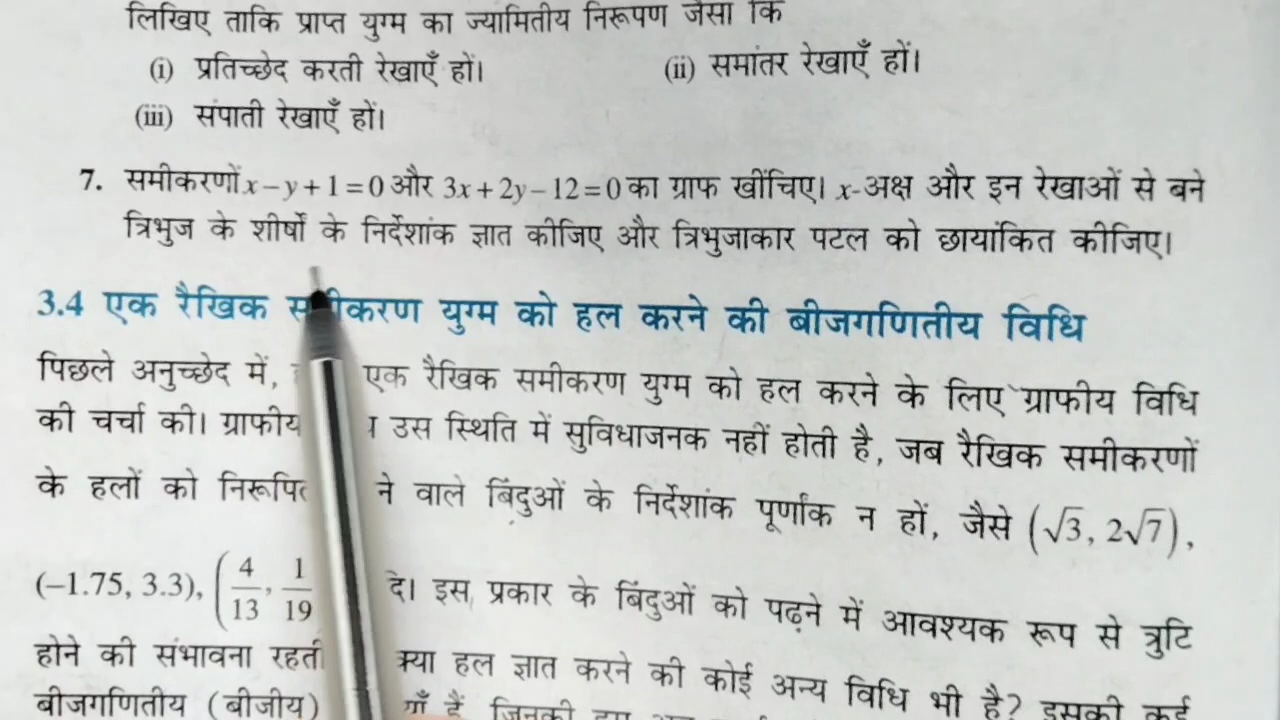 लिखिए ताकि प्राप्त युग्म का ज्यामितीय निरूपण जैसा कि
(i) प्रतिच्छेद करती रेखाएँ हों। (ii) समांतर रेखाएँ हों।
(iii) संपाती रेखाएँ हों।
7. समीकरणों x – y + 1 = 0 और 3x + 2y – 12 = 0 का ग्राफ खींचिए। x-अक्ष और इन रेखाओं से बने
त्रिभुज के शीर्षों के निर्देशांक ज्ञात कीजिए और त्रिभुजाकार पटल को छायांकित कीजिए।
3.4 एक रैखिक समीकरण युग्म को हल करने की बीजगणितीय विधि
पिछले अनुच्छेद में, एक रैखिक समीकरण युग्म को हल करने के लिए ग्राफीय विधि
की चर्चा की। ग्राफीय उस स्थिति में सुविधाजनक नहीं होती है, जब रैखिक समीकरणों
के हलों को वाले बिंदुओं के निर्देशांक पूर्णांक न हों, जैसे (√3, 2√7),
(–1.75, 3.3), (4/13, 1/19 इस प्रकार के बिंदुओं को पढ़ने में आवश्यक रूप से त्रुटि
होने की संभावना रहती क्या हल ज्ञात करने की कोई अन्य विधि भी है? इसकी कई
बीजगणितीय (बीजीय) हैं, जिनकी हम